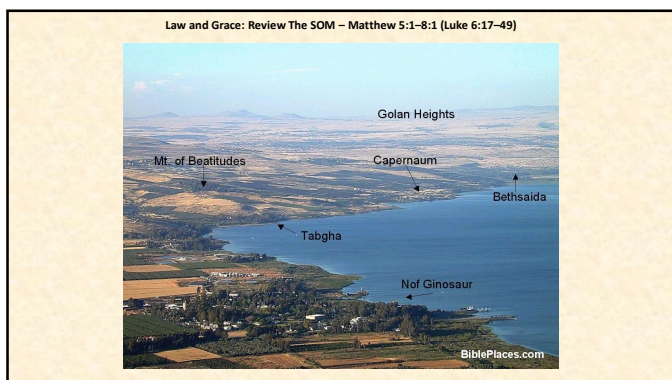 Law and Grace: Review The SOM – Matthew 5:1–8:1 (Luke 6:17–49)
Golan Heights
Mt. of Beatitudes
Capernaum
Bethsaida
Tabgha
Nof Ginosaur
BiblePlaces.com